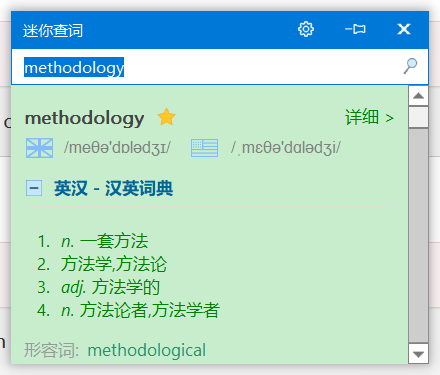 迷你查词
methodology
methodology 详细 >
/meθə'dɒlədʒɪ/ /ˌmɛθə'dɑlədʒi/
英汉 - 汉英词典
1. n. 一套方法
2. 方法学,方法论
3. adj. 方法学的
4. n. 方法论者,方法学者
形容词: methodological